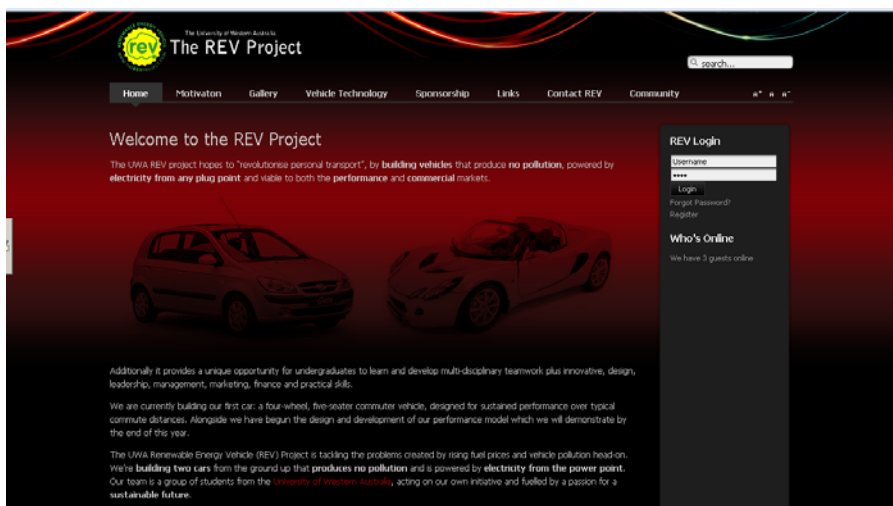 The University of Western Australia
rev
The REV Project
search...
Home Motivaton Gallery Vehicle Technology Sponsorship Links Contact REV Community
Welcome to the REV Project
The UWA REV project hopes to "revolutionise personal transport", by building vehicles that produce no pollution, powered by
electricity from any plug point and viable to both the performance and commercial markets.
REV Login
Username
Login
Forgot Password?
Register
Who's Online
We have 3 guests online
Additionally it provides a unique opportunity for undergraduates to learn and develop multi-disciplinary teamwork plus innovative, design,
leadership, management, marketing, finance and practical skills.
We are currently building our first car: a four-wheel, five-seater commuter vehicle, designed for sustained performance over typical
commute distances. Alongside we have begun the design and development of our performance model which we will demonstrate by
the end of this year.
The UWA Renewable Energy Vehicle (REV) Project is tackling the problems created by rising fuel prices and vehicle pollution head-on.
We're building two cars from the ground up that produces no pollution and is powered by electricity from the power point.
Our team is a group of students from the University of Western Australia, acting on our own initiative and fuelled by a passion for a
sustainable future.